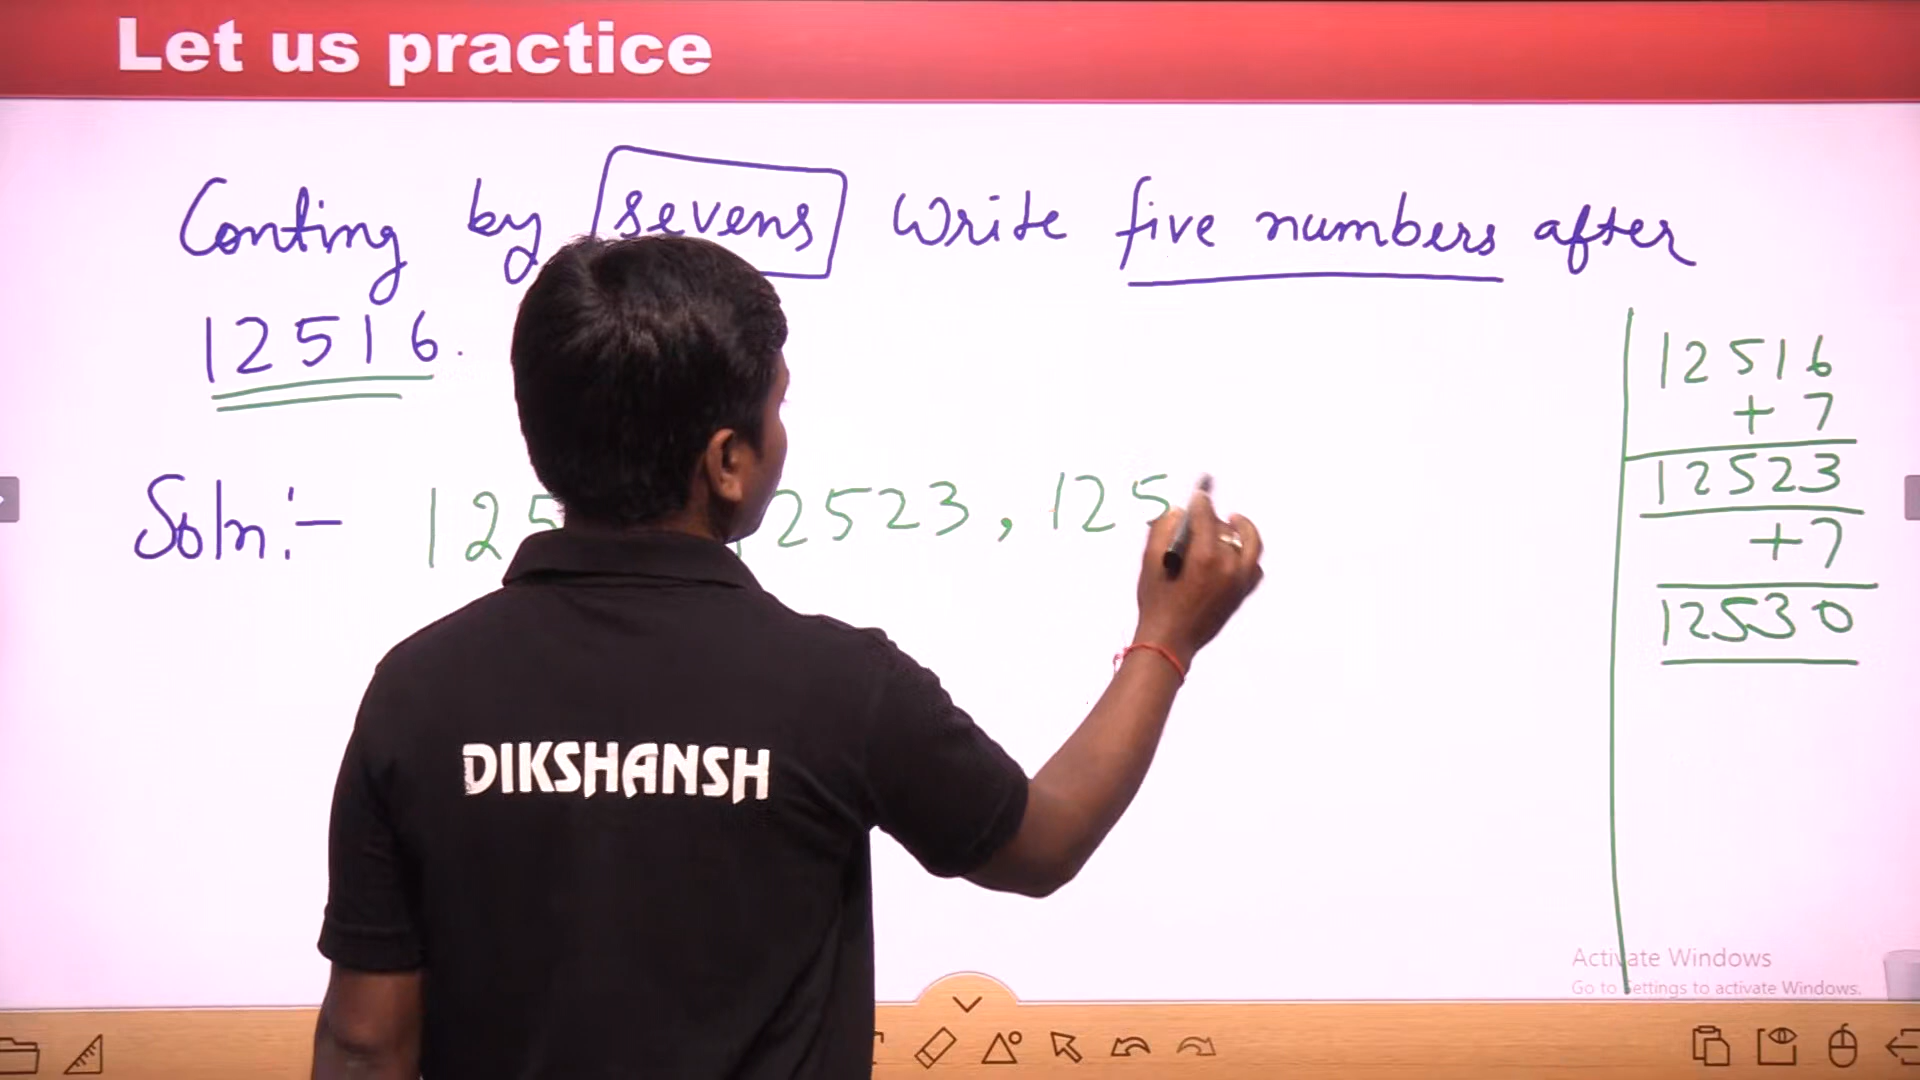 Let us practice
Conting by sevens Write five numbers after
12516.
Soln:- 125 2523, 125
12516
+ 7
12523
+7
12530
DIKSHANSH
Activate Windows
Go to Settings to activate Windows.